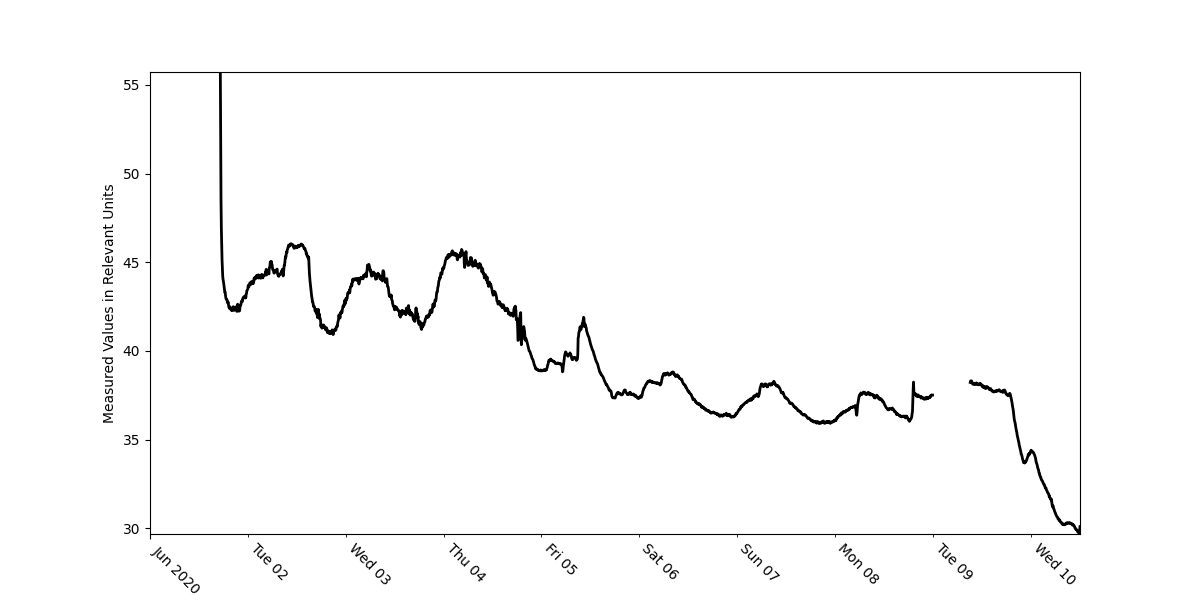 55
50
45
40
35
30
Measured Values in Relevant Units
Jun 2020
Tue 02
Wed 03
Thu 04
Fri 05
Sat 06
Sun 07
Mon 08
Tue 09
Wed 10